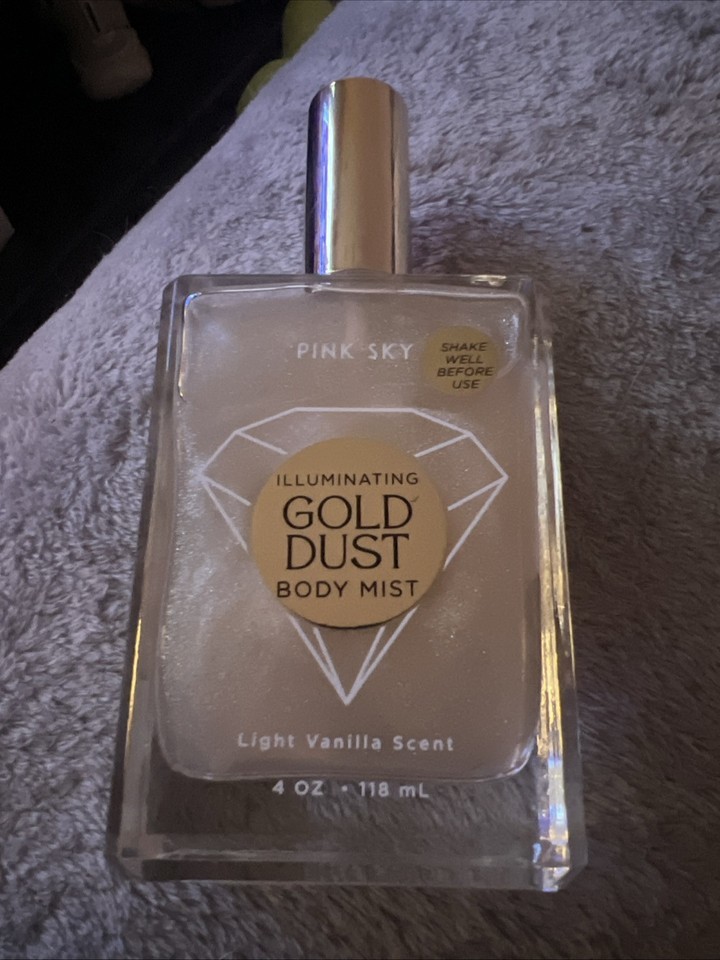 PINK SKY
SHAKE
WELL
BEFORE
USE
ILLUMINATING
GOLD
DUST
BODY MIST
Light Vanilla Scent
4 OZ • 118 mL